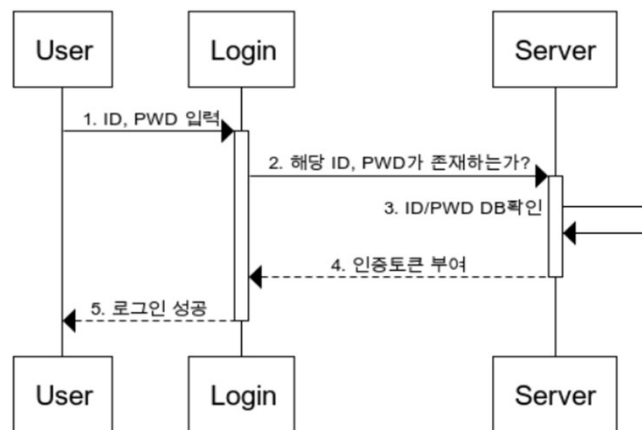 User
Login
Server
1. ID, PWD 입력
2. 해당 ID, PWD가 존재하는가?
3. ID/PWD DB확인
4. 인증토큰 부여
5. 로그인 성공
User
Login
Server